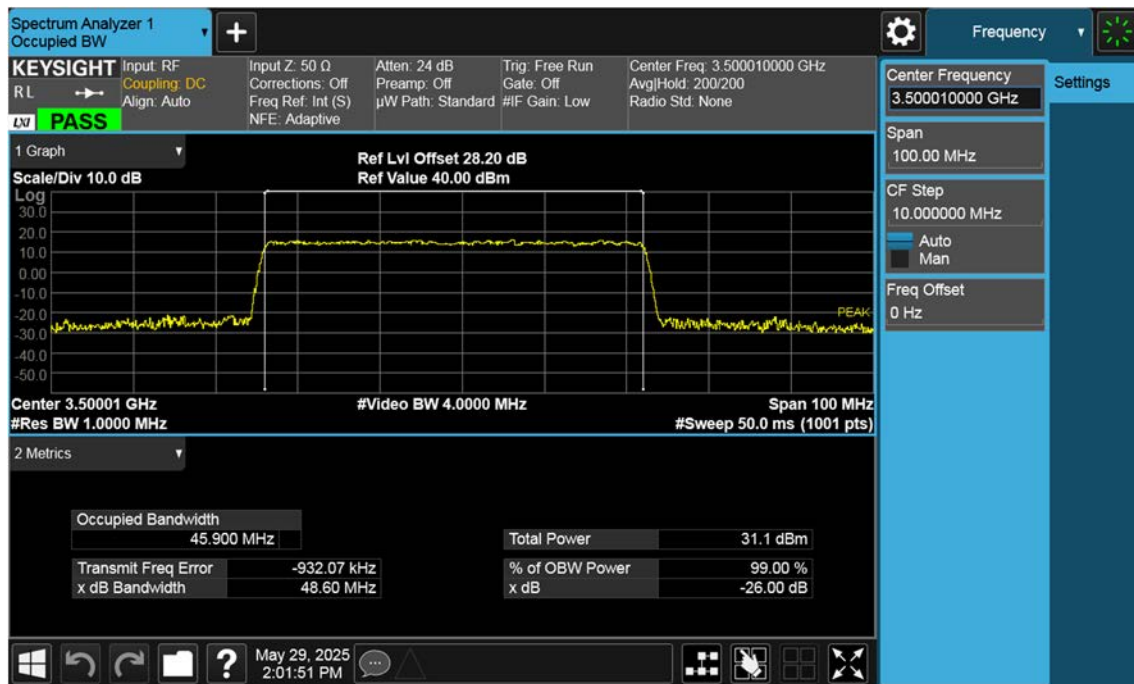 Spectrum Analyzer 1
Occupied BW
+
Frequency
KEYSIGHT
RL
LXI
PASS
Input: RF
Coupling: DC
Align: Auto
Input Z: 50 Ω
Corrections: Off
Freq Ref: Int (S)
NFE: Adaptive
Atten: 24 dB
Preamp: Off
µW Path: Standard
Trig: Free Run
Gate: Off
#IF Gain: Low
Center Freq: 3.500010000 GHz
Avg|Hold: 200/200
Radio Std: None
Center Frequency
3.500010000 GHz
Settings
Span
100.00 MHz
CF Step
10.000000 MHz
Auto
Man
Freq Offset
0 Hz
1 Graph
Scale/Div 10.0 dB
Ref Lvl Offset 28.20 dB
Ref Value 40.00 dBm
Log
30.0
20.0
10.0
0.00
-10.0
-20.0
-30.0
-40.0
-50.0
PEAK
Center 3.50001 GHz
#Video BW 4.0000 MHz
Span 100 MHz
#Res BW 1.0000 MHz
#Sweep 50.0 ms (1001 pts)
2 Metrics
Occupied Bandwidth
45.900 MHz
Total Power 31.1 dBm
Transmit Freq Error -932.07 kHz
% of OBW Power 99.00 %
x dB Bandwidth 48.60 MHz
x dB -26.00 dB
?
May 29, 2025
2:01:51 PM